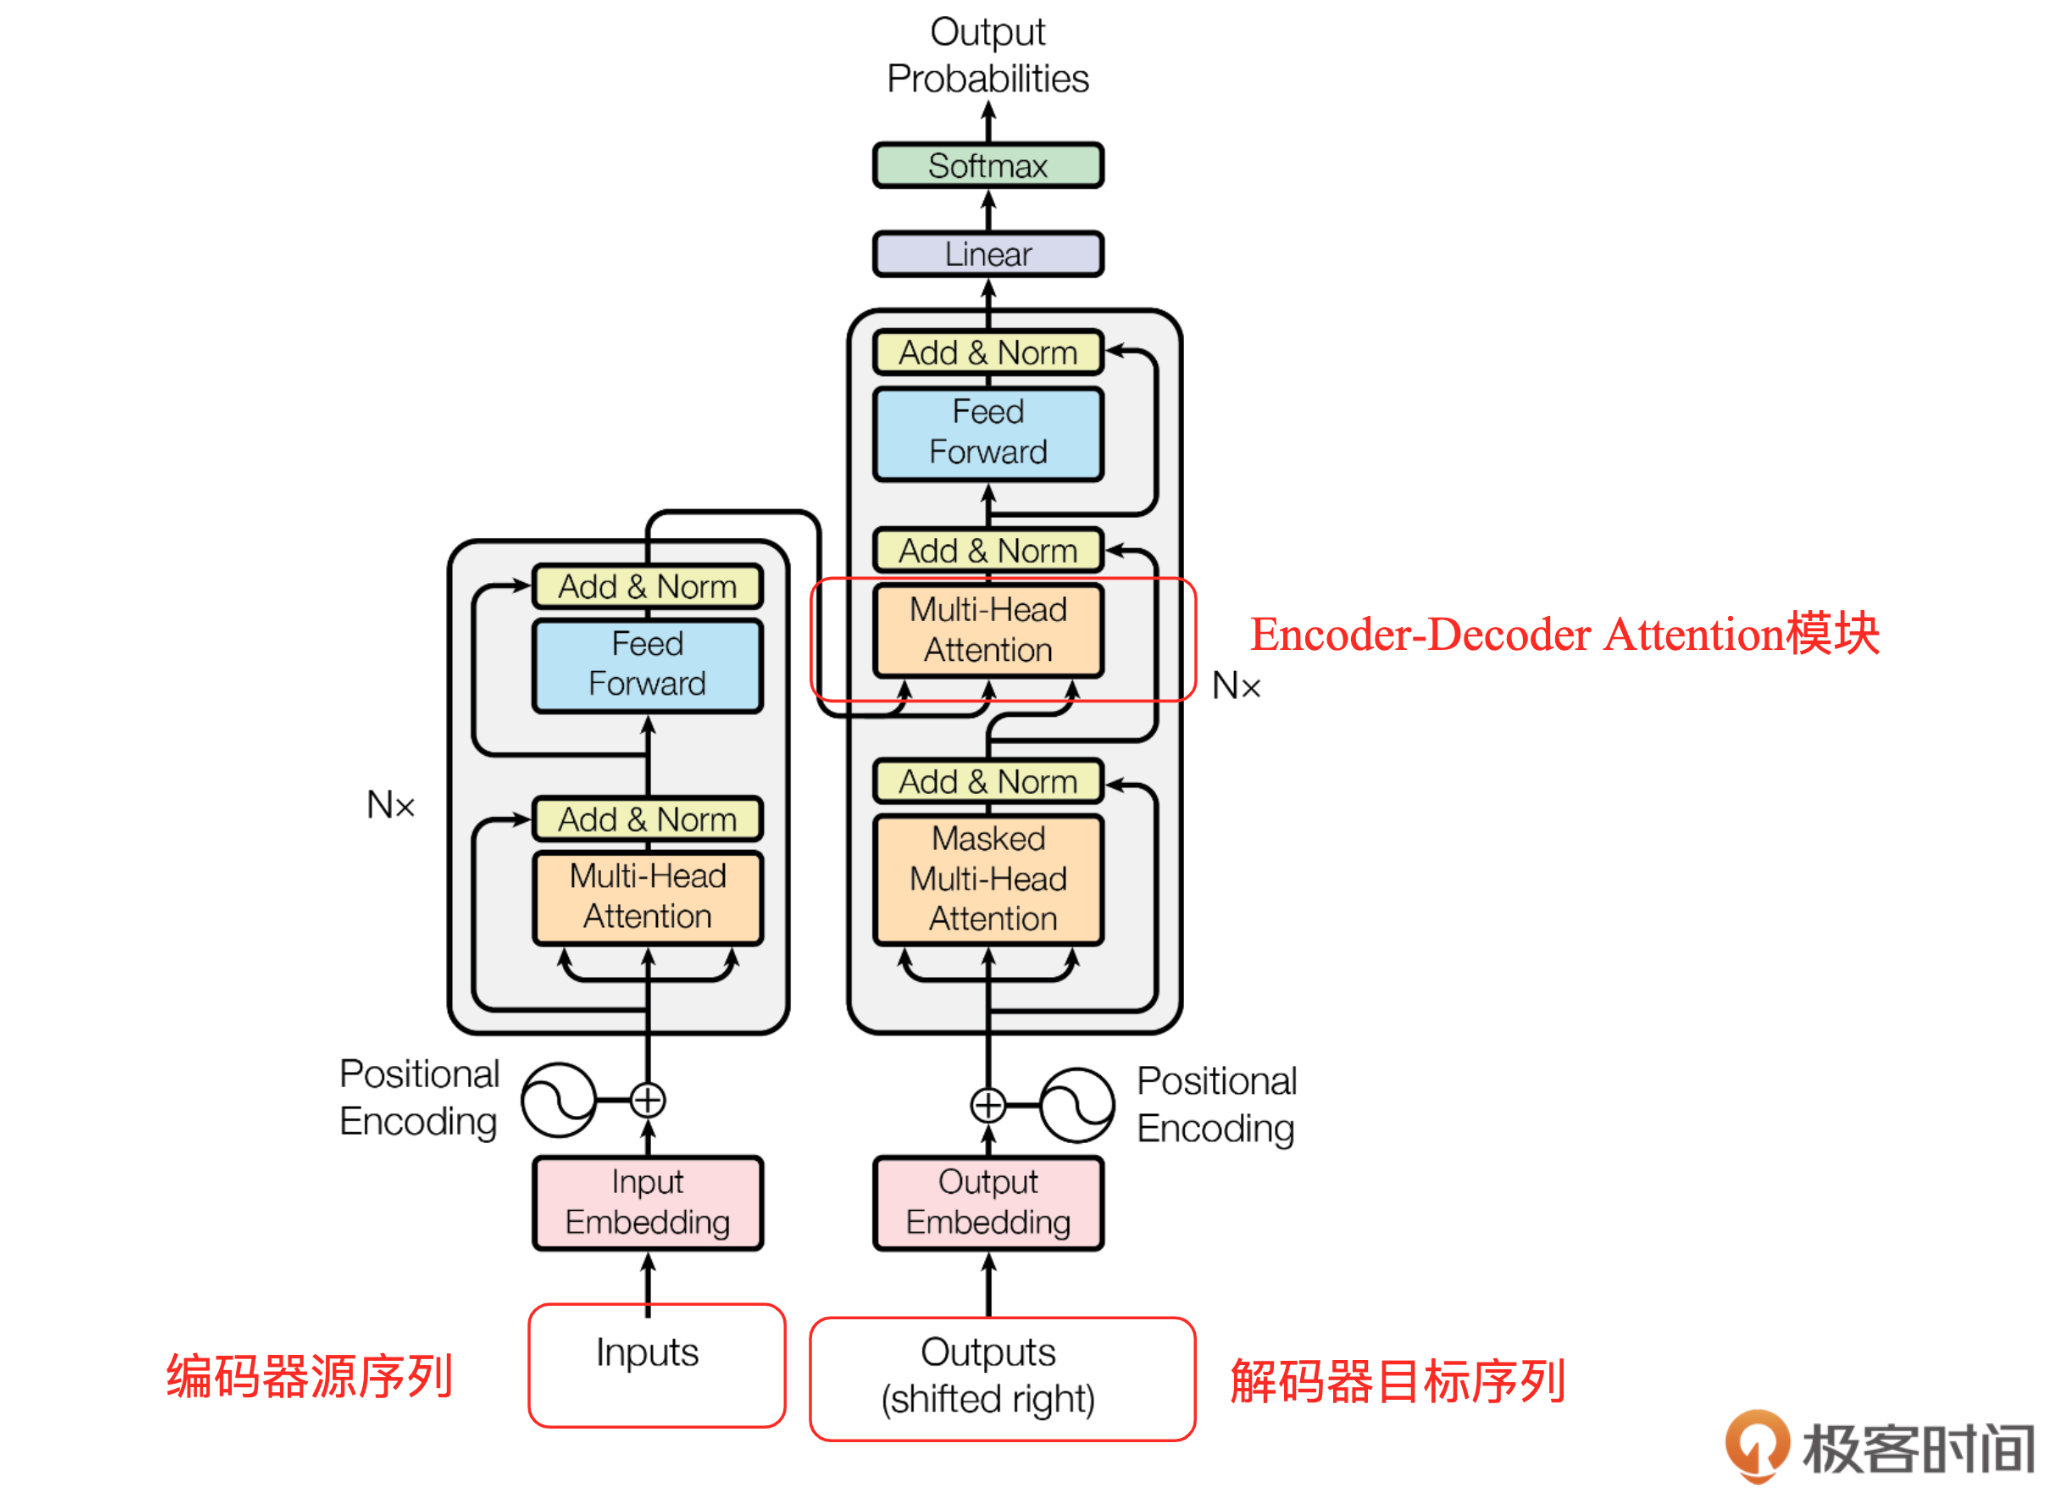 Output
Probabilities
Softmax
Linear
Add & Norm
Feed
Forward
Add & Norm
Multi-Head
Attention
Encoder-Decoder Attention模块
N×
Add & Norm
Masked
Multi-Head
Attention
Add & Norm
Feed
Forward
Nx
Add & Norm
Multi-Head
Attention
Positional
Encoding
Positional
Encoding
Input
Embedding
Output
Embedding
编码器源序列
Inputs
Outputs
(shifted right)
解码器目标序列
极客时间